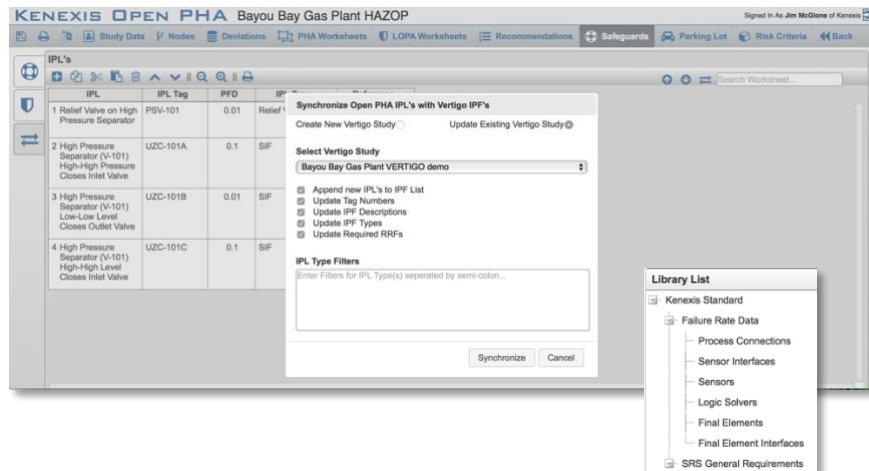 KENEXIS OPEN PHA Bayou Bay Gas Plant HAZOP
Signed In As Jim McGlone of Kenexis
Study Data Nodes Deviations PHA Worksheets LOPA Worksheets Recommendations Safeguards Parking Lot Risk Criteria Back
IPL's
Search Worksheet...
IPL IPL Tag PFD
1 Relief Valve on High PSV-101 0.01 Relief
Pressure Separator
2 High Pressure UZC-101A 0.1 SIF
Separator (V-101)
High-High Pressure
Closes Inlet Valve
3 High Pressure UZC-101B 0.01 SIF
Separator (V-101)
Low-Low Level
Closes Outlet Valve
4 High Pressure UZC-101C 0.1 SIF
Separator (V-101)
High-High Level
Closes Inlet Valve
Synchronize Open PHA IPL's with Vertigo IPF's
Create New Vertigo Study Update Existing Vertigo Study
Select Vertigo Study
Bayou Bay Gas Plant VERTIGO demo
Append new IPL's to IPF List
Update Tag Numbers
Update IPF Descriptions
Update IPF Types
Update Required RRFs
IPL Type Filters
Enter Filters for IPL Type(s) seperated by semi-colon...
Synchronize Cancel
Library List
Kenexis Standard
Failure Rate Data
Process Connections
Sensor Interfaces
Sensors
Logic Solvers
Final Elements
Final Element Interfaces
SRS General Requirements